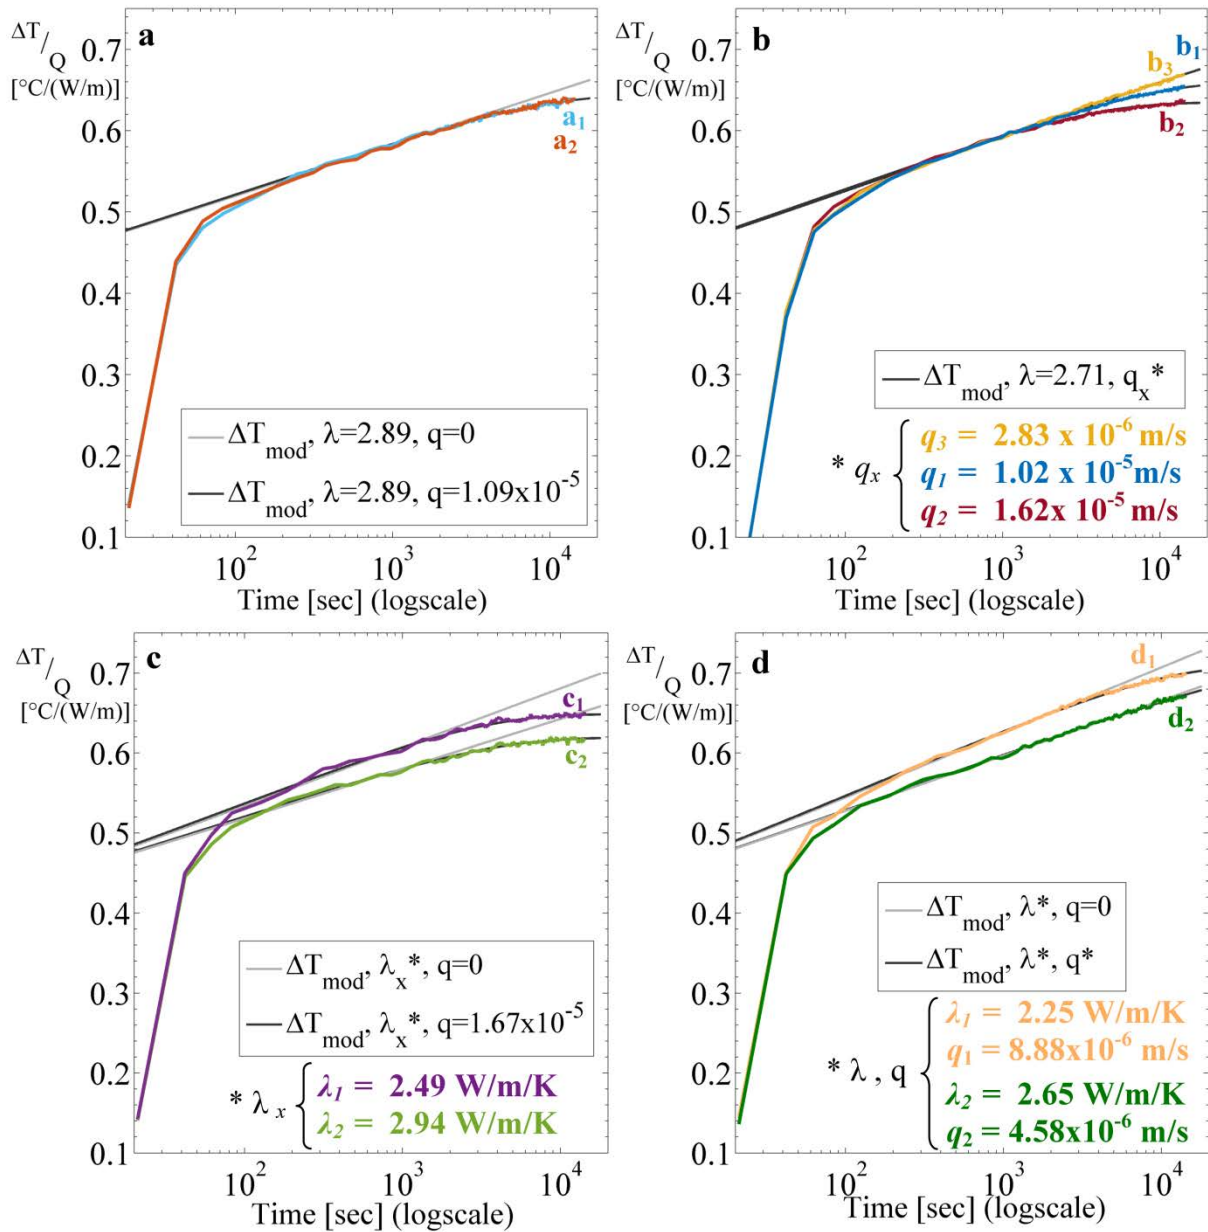 ΔT/Q
[°C/(W/m)]
a
0.7
0.6
0.5
0.4
0.3
0.2
0.1
a1
a2
ΔTmod, λ=2.89, q=0
ΔTmod, λ=2.89, q=1.09x10-5
10^2
10^3
10^4
Time [sec] (logscale)
ΔT/Q
[°C/(W/m)]
b
0.7
0.6
0.5
0.4
0.3
0.2
0.1
b1
b3
b2
ΔTmod, λ=2.71, qx*
* qx
q3 = 2.83 x 10-6 m/s
q1 = 1.02 x 10-5m/s
q2 = 1.62x 10-5 m/s
10^2
10^3
10^4
Time [sec] (logscale)
ΔT/Q
[°C/(W/m)]
c
0.7
0.6
0.5
0.4
0.3
0.2
0.1
c1
c2
ΔTmod, λx*, q=0
ΔTmod, λx*, q=1.67x10-5
* λx
λ1 = 2.49 W/m/K
λ2 = 2.94 W/m/K
10^2
10^3
10^4
Time [sec] (logscale)
ΔT/Q
[°C/(W/m)]
d
0.7
0.6
0.5
0.4
0.3
0.2
0.1
d1
d2
ΔTmod, λ*, q=0
ΔTmod, λ*, q*
* λ , q
λ1 = 2.25 W/m/K
q1 = 8.88x10-6 m/s
λ2 = 2.65 W/m/K
q2 = 4.58x10-6 m/s
10^2
10^3
10^4
Time [sec] (logscale)